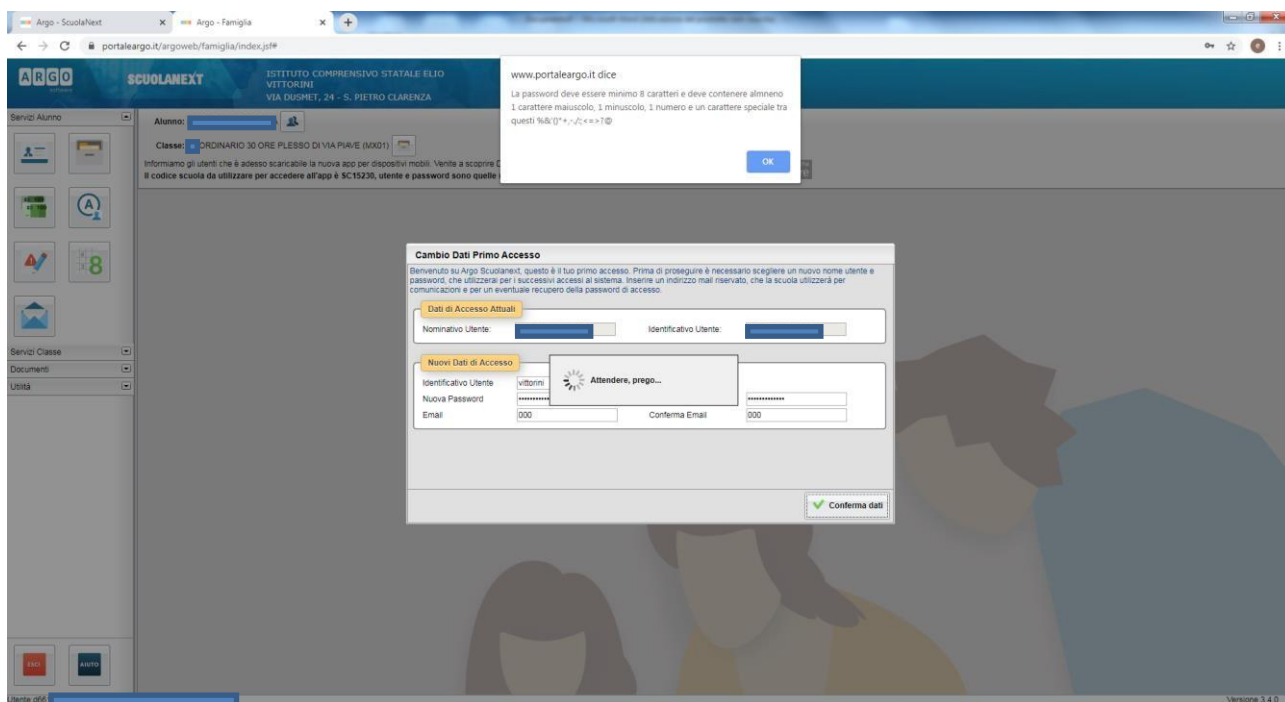 Argo - ScuolaNext
Argo - Famiglia
portaleargo.it/argoweb/famiglia/index.jsf#
ARGO
software
SCUOLANEXT
ISTITUTO COMPRENSIVO STATALE ELIO
VITTORINI
VIA DUSMET, 24 - S. PIETRO CLARENZA
www.portaleargo.it dice
La password deve essere minimo 8 caratteri e deve contenere almneno
1 carattere maiuscolo, 1 minuscolo, 1 numero e un carattere speciale tra
questi %&'()*+,-./:<=>?@
OK
Servizi Alunno
Alunno:
Classe: ORDINARIO 30 ORE PLESSO DI VIA PIAVE (MX01)
Informiamo gli utenti che è adesso scaricabile la nuova app per dispositivi mobili. Venite a scoprire
Il codice scuola da utilizzare per accedere all'app è SC15230, utente e password sono quelle
8
Servizi Classe
Documenti
Utilità
Cambio Dati Primo Accesso
Benvenuto su Argo Scuolanext, questo è il tuo primo accesso. Prima di proseguire è necessario scegliere un nuovo nome utente e
password, che utilizzerai per i successivi accessi al sistema. Inserire un indirizzo mail riservato, che la scuola utilizzerà per
comunicazioni e per un eventuale recupero della password di accesso.
Dati di Accesso Attuali
Nominativo Utente: Identificativo Utente:
Nuovi Dati di Accesso
Identificativo Utente vittorini
Attendere, prego...
Nuova Password
Email 000 Conferma Email 000
Conferma dati
ESCI
AIUTO
Versione 3.4.0